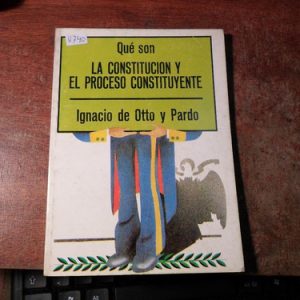 Qué son
LA CONSTITUCION Y
EL PROCESO CONSTITUYENTE
Ignacio de Otto y Pardo